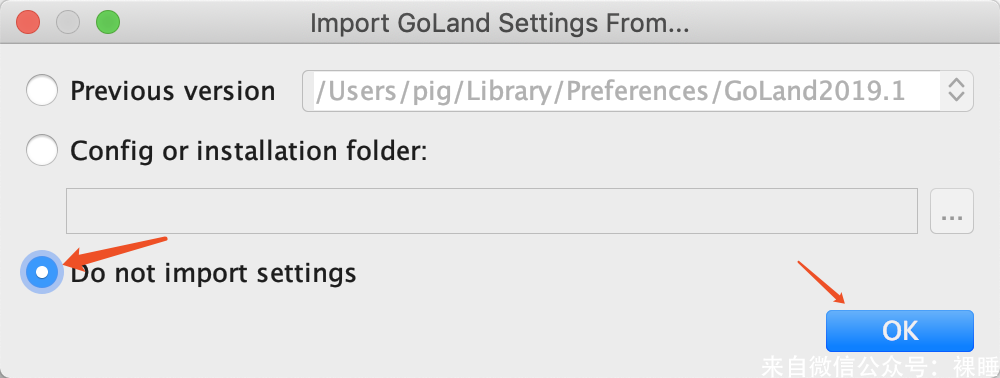 Import GoLand Settings From...
Previous version /Users/pig/Library/Preferences/GoLand2019.1
Config or installation folder:
...
Do not import settings
OK
来自微信公众号：裸睡